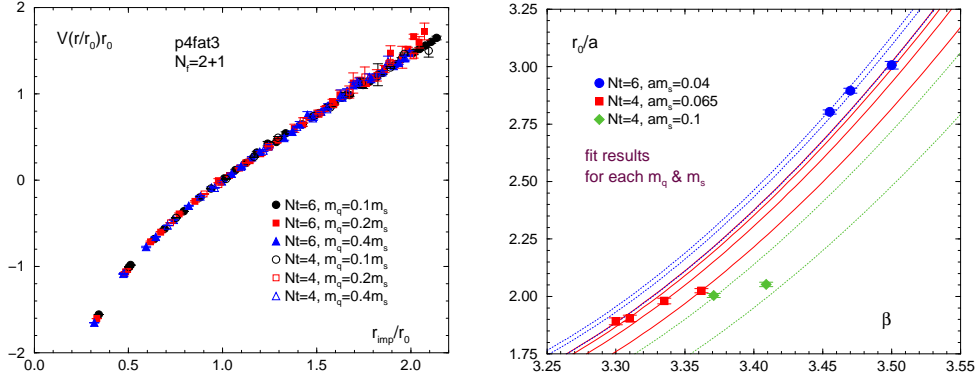 V(r/r0)r0
p4fat3
Nf=2+1
2
1
0
−1
−2
0.0
0.5
1.0
1.5
2.0
Nt=6, mq=0.1ms
Nt=6, mq=0.2ms
Nt=6, mq=0.4ms
Nt=4, mq=0.1ms
Nt=4, mq=0.2ms
Nt=4, mq=0.4ms
rimp/r0
r0/a
3.25
3.00
2.75
2.50
2.25
2.00
1.75
3.25
3.30
3.35
3.40
3.45
3.50
3.55
Nt=6, ams=0.04
Nt=4, ams=0.065
Nt=4, ams=0.1
fit results
for each mq & ms
β